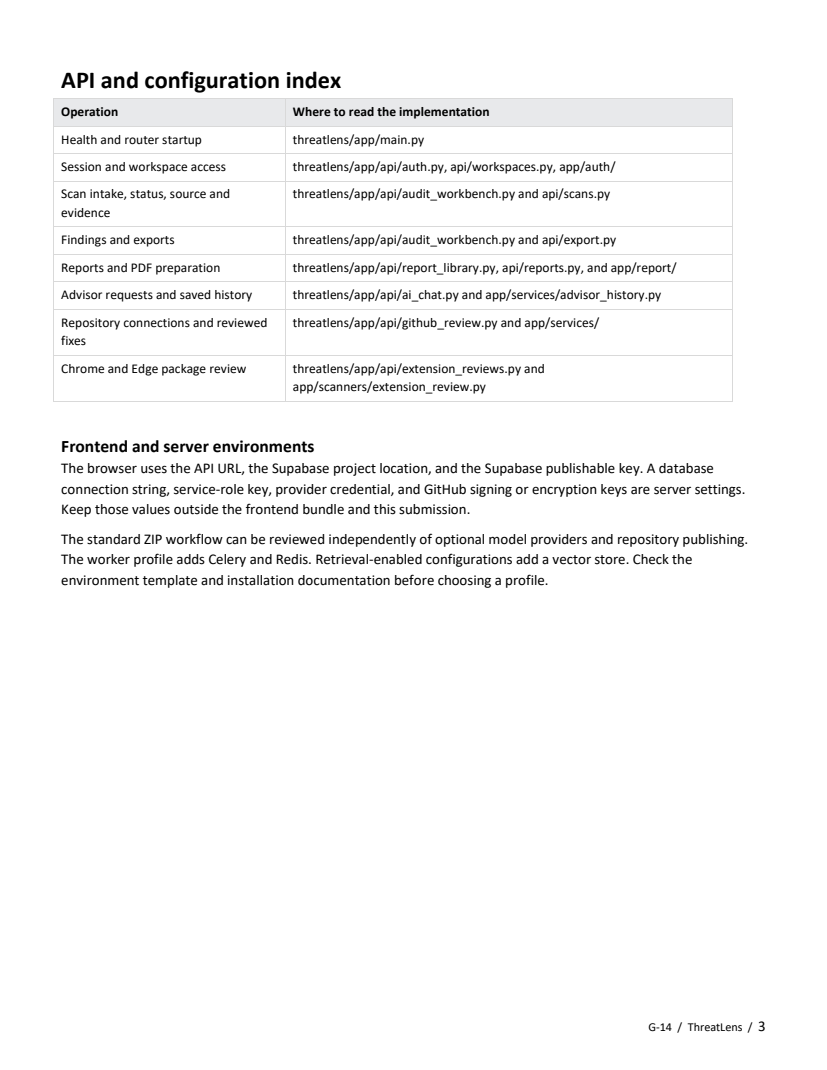 API and configuration index
Operation Where to read the implementation
Health and router startup threatlens/app/main.py
Session and workspace access threatlens/app/api/auth.py, api/workspaces.py, app/auth/
Scan intake, status, source and
evidence threatlens/app/api/audit_workbench.py and api/scans.py
Findings and exports threatlens/app/api/audit_workbench.py and api/export.py
Reports and PDF preparation threatlens/app/api/report_library.py, api/reports.py, and app/report/
Advisor requests and saved history threatlens/app/api/ai_chat.py and app/services/advisor_history.py
Repository connections and reviewed
fixes threatlens/app/api/github_review.py and app/services/
Chrome and Edge package review threatlens/app/api/extension_reviews.py and
app/scanners/extension_review.py
Frontend and server environments
The browser uses the API URL, the Supabase project location, and the Supabase publishable key. A database
connection string, service-role key, provider credential, and GitHub signing or encryption keys are server settings.
Keep those values outside the frontend bundle and this submission.
The standard ZIP workflow can be reviewed independently of optional model providers and repository publishing.
The worker profile adds Celery and Redis. Retrieval-enabled configurations add a vector store. Check the
environment template and installation documentation before choosing a profile.
G-14 / ThreatLens / 3